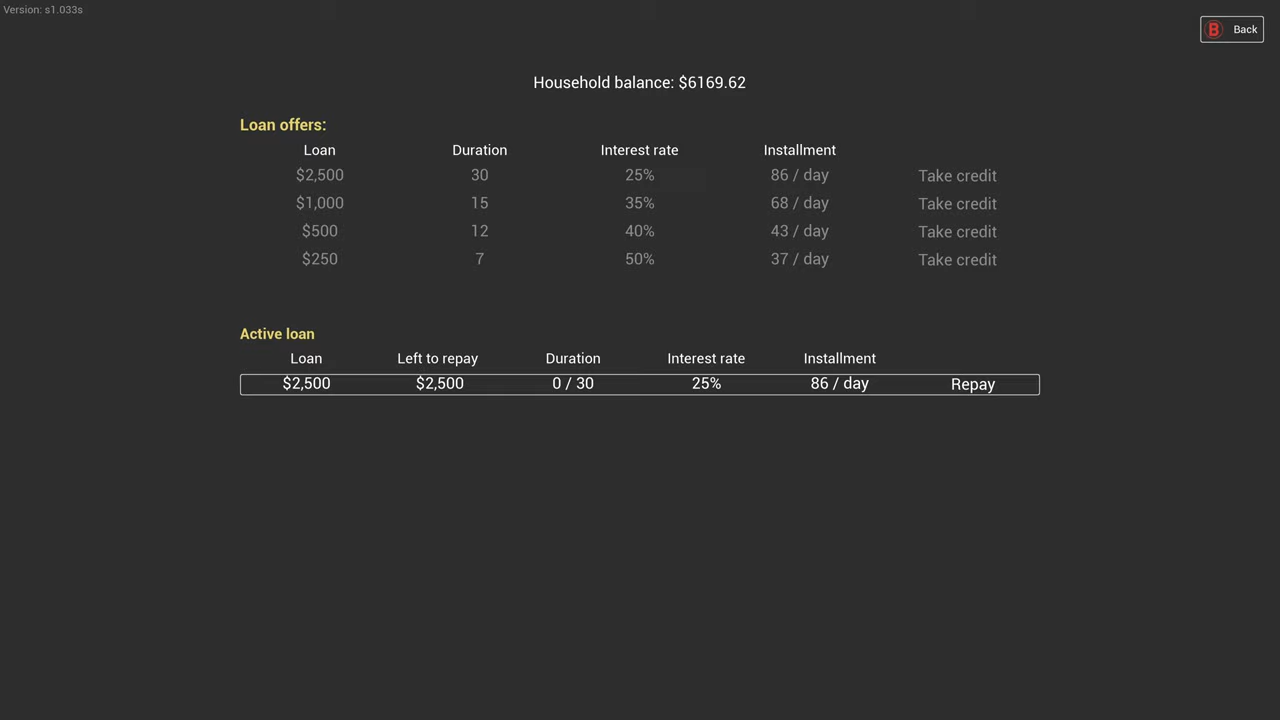 Version: s1.033s
B Back
Household balance: $6169.62
Loan offers:
Loan Duration Interest rate Installment
$2,500 30 25% 86 / day Take credit
$1,000 15 35% 68 / day Take credit
$500 12 40% 43 / day Take credit
$250 7 50% 37 / day Take credit
Active loan
Loan Left to repay Duration Interest rate Installment
$2,500 $2,500 0 / 30 25% 86 / day Repay